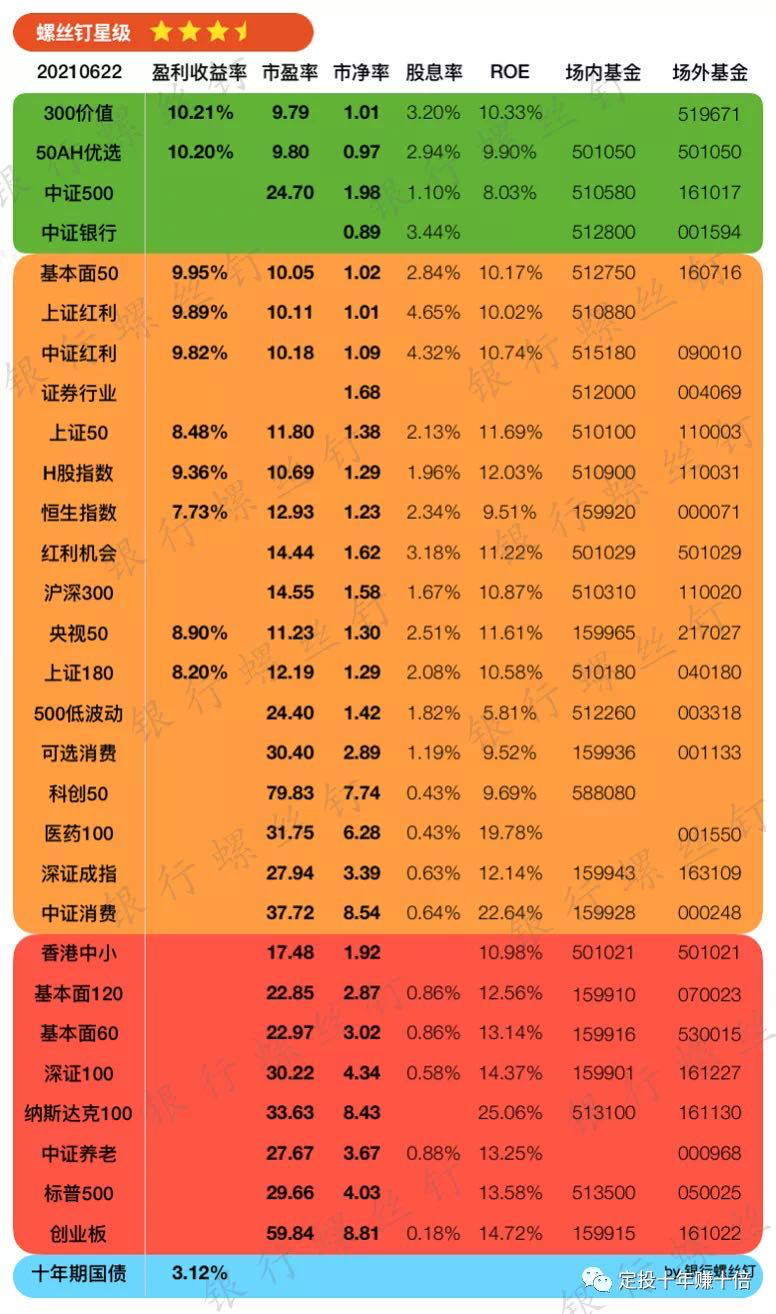 螺丝钉星级
20210622 盈利收益率 市盈率 市净率 股息率 ROE 场内基金 场外基金
300价值 10.21% 9.79 1.01 3.20% 10.33% 519671
50AH优选 10.20% 9.80 0.97 2.94% 9.90% 501050 501050
中证500 24.70 1.98 1.10% 8.03% 510580 161017
中证银行 0.89 3.44% 512800 001594
基本面50 9.95% 10.05 1.02 2.84% 10.17% 512750 160716
上证红利 9.89% 10.11 1.01 4.65% 10.02% 510880
中证红利 9.82% 10.18 1.09 4.32% 10.74% 515180 090010
证券行业 1.68 512000 004069
上证50 8.48% 11.80 1.38 2.13% 11.69% 510100 110003
H股指数 9.36% 10.69 1.29 1.96% 12.03% 510900 110031
恒生指数 7.73% 12.93 1.23 2.34% 9.51% 159920 000071
红利机会 14.44 1.62 3.18% 11.22% 501029 501029
沪深300 14.55 1.58 1.67% 10.87% 510310 110020
央视50 8.90% 11.23 1.30 2.51% 11.61% 159965 217027
上证180 8.20% 12.19 1.29 2.08% 10.58% 510180 040180
500低波动 24.40 1.42 1.82% 5.81% 512260 003318
可选消费 30.40 2.89 1.19% 9.52% 159936 001133
科创50 79.83 7.74 0.43% 9.69% 588080
医药100 31.75 6.28 0.43% 19.78% 001550
深证成指 27.94 3.39 0.63% 12.14% 159943 163109
中证消费 37.72 8.54 0.64% 22.64% 159928 000248
香港中小 17.48 1.92 10.98% 501021 501021
基本面120 22.85 2.87 0.86% 12.56% 159910 070023
基本面60 22.97 3.02 0.86% 13.14% 159916 530015
深证100 30.22 4.34 0.58% 14.37% 159901 161227
纳斯达克100 33.63 8.43 25.06% 513100 161130
中证养老 27.67 3.67 0.88% 13.25% 000968
标普500 29.66 4.03 13.58% 513500 050025
创业板 59.84 8.81 0.18% 14.72% 159915 161022
十年期国债 3.12% by 银行螺丝钉
定投十年赚十倍